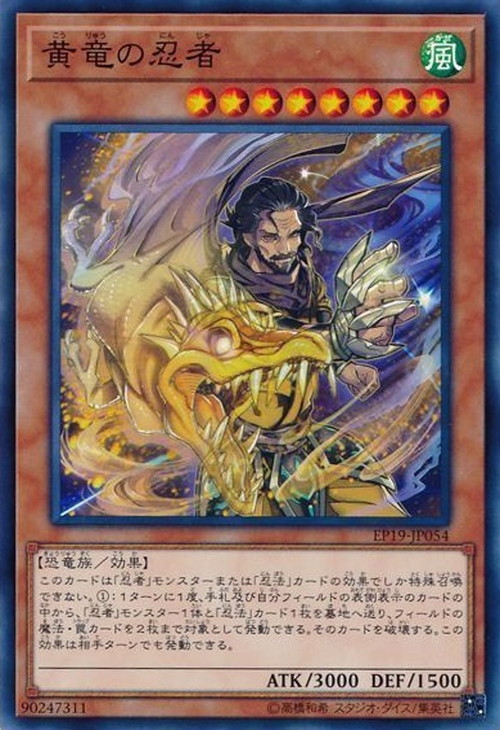 黄竜の忍者
風
EP19-JP054
【恐竜族／効果】
このカードは「忍者」モンスターまたは「忍法」カードの効果でしか特殊召喚
できない。①：1ターンに1度、手札及び自分フィールドの表側表示のカードの
中から、「忍者」モンスター1体と「忍法」カード1枚を墓地へ送り、フィールドの
魔法・罠カードを2枚まで対象として発動できる。そのカードを破壊する。この
効果は相手ターンでも発動できる。
ATK/3000 DEF/1500
90247311
©高橋和希 スタジオ・ダイス/集英社